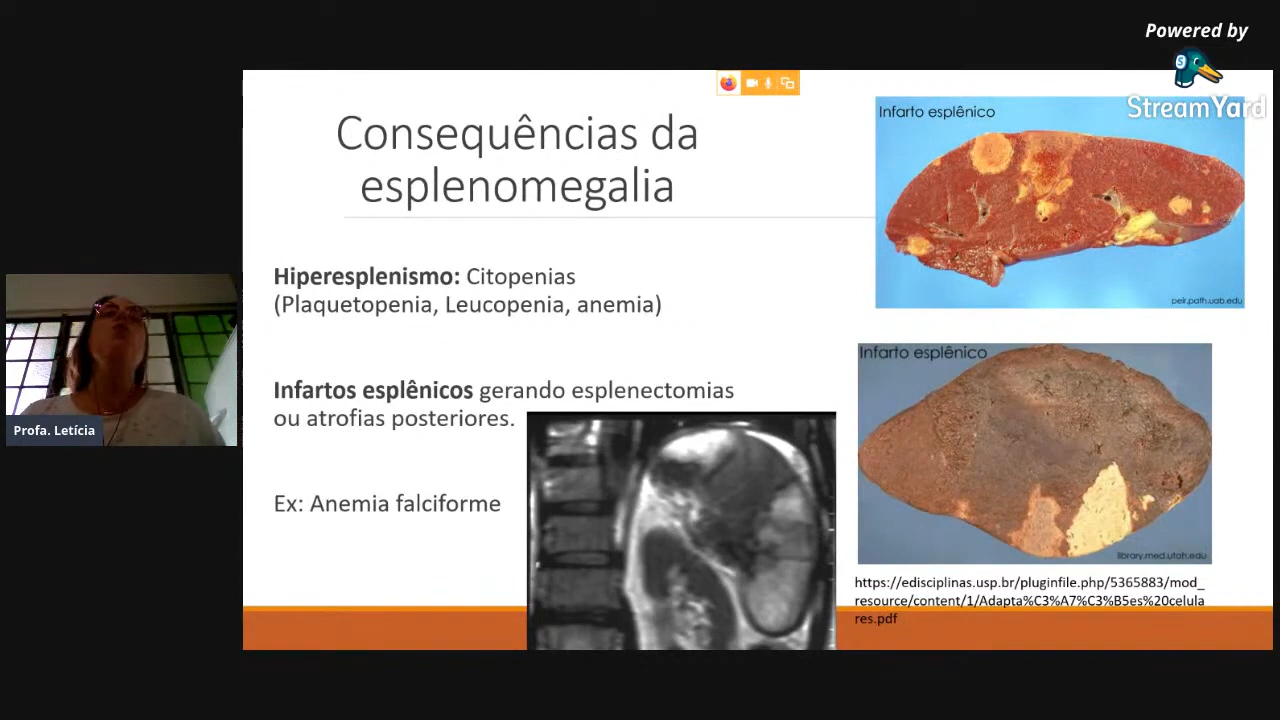 Powered by
StreamYard
Consequências da
esplenomegalia
Hiperesplenismo: Citopenias
(Plaquetopenia, Leucopenia, anemia)
Infartos esplênicos gerando esplenectomias
ou atrofias posteriores.
Ex: Anemia falciforme
Infarto esplênico
peir.path.uab.edu
Infarto esplênico
library.med.utah.edu
https://edisciplinas.usp.br/pluginfile.php/5365883/mod_
resource/content/1/Adapta%C3%A7%C3%B5es%20celula
res.pdf
Profa. Letícia